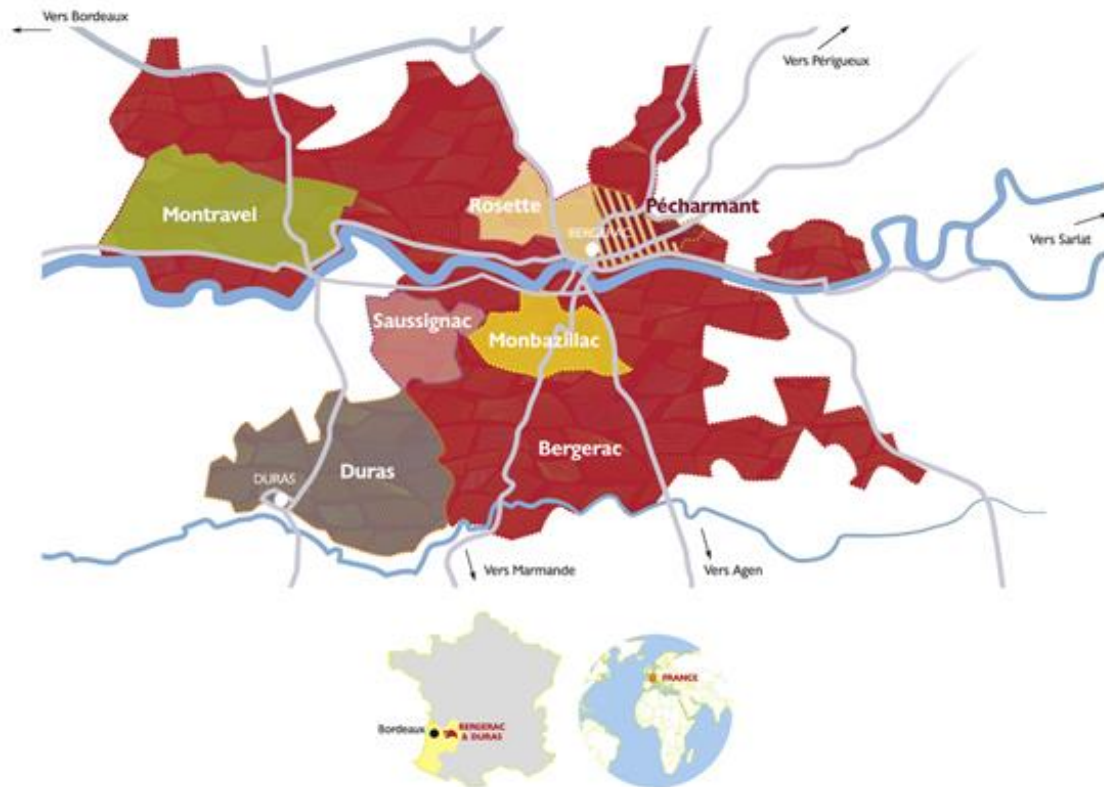 Vers Bordeaux
Vers Périgueux
Montravel
Rosette
Pécharmant
BERGERAC
Vers Sarlat
Saussignac
Monbazillac
Bergerac
Duras
DURAS
Vers Marmande
Vers Agen
FRANCE
Bordeaux
BERGERAC
& DURAS